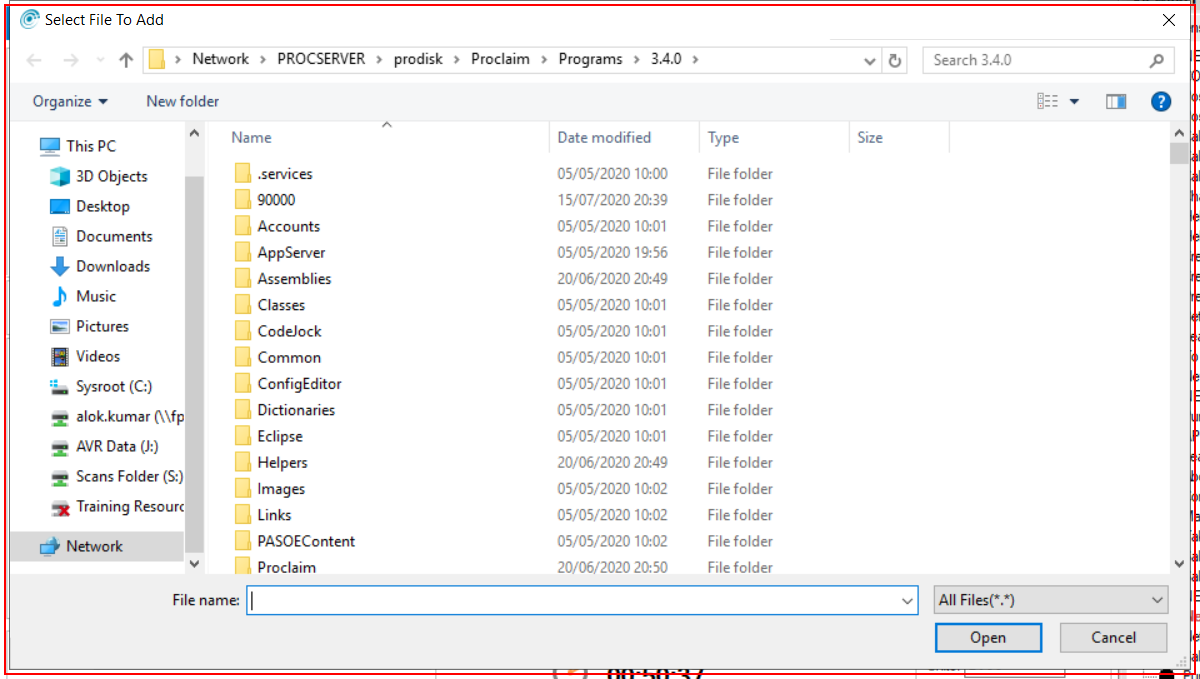 Select File To Add
Network > PROCSERVER > prodisk > Proclaim > Programs > 3.4.0 >
Search 3.4.0
Organize New folder
This PC
3D Objects
Desktop
Documents
Downloads
Music
Pictures
Videos
Sysroot (C:)
alok.kumar (\\fp
AVR Data (J:)
Scans Folder (S:)
Training Resourc
Network
Name Date modified Type Size
.services 05/05/2020 10:00 File folder
90000 15/07/2020 20:39 File folder
Accounts 05/05/2020 10:01 File folder
AppServer 05/05/2020 19:56 File folder
Assemblies 20/06/2020 20:49 File folder
Classes 05/05/2020 10:01 File folder
CodeJock 05/05/2020 10:01 File folder
Common 05/05/2020 10:01 File folder
ConfigEditor 05/05/2020 10:01 File folder
Dictionaries 05/05/2020 10:01 File folder
Eclipse 05/05/2020 10:01 File folder
Helpers 20/06/2020 20:49 File folder
Images 05/05/2020 10:02 File folder
Links 05/05/2020 10:02 File folder
PASOEContent 05/05/2020 10:02 File folder
Proclaim 20/06/2020 20:50 File folder
File name:
All Files(*.*)
Open Cancel